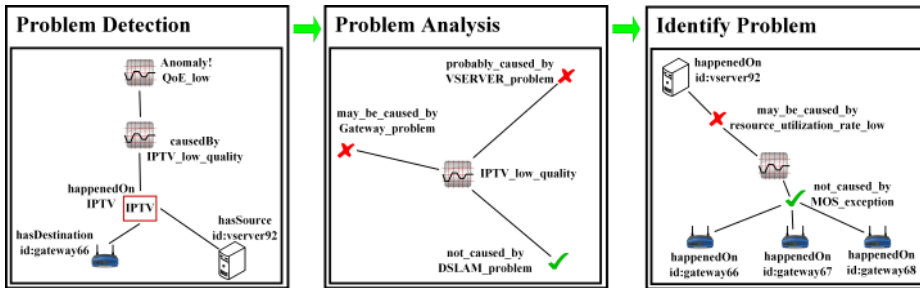 Problem Detection
Anomaly!
QoE_low
causedBy
IPTV_low_quality
happenedOn
IPTV
IPTV
hasSource
id:vserver92
hasDestination
id:gateway66
Problem Analysis
probably_caused_by
VSERVER_problem
may_be_caused_by
Gateway_problem
IPTV_low_quality
not_caused_by
DSLAM_problem
Identify Problem
happenedOn
id:vserver92
may_be_caused_by
resource_utilization_rate_low
not_caused_by
MOS_exception
happenedOn
id:gateway66
happenedOn
id:gateway67
happenedOn
id:gateway68